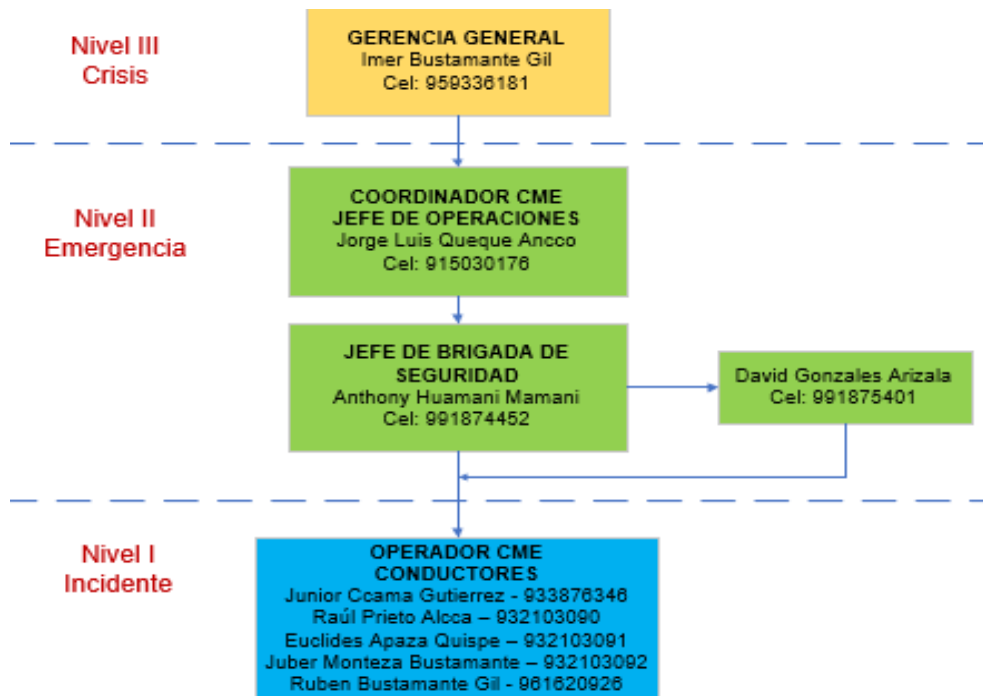 Nivel III
Crisis
GERENCIA GENERAL
Imer Bustamante Gil
Cel: 959336181
Nivel II
Emergencia
COORDINADOR CME
JEFE DE OPERACIONES
Jorge Luis Queque Ancco
Cel: 915030176
JEFE DE BRIGADA DE
SEGURIDAD
Anthony Huamani Mamani
Cel: 991874452
David Gonzales Arizala
Cel: 991875401
Nivel I
Incidente
OPERADOR CME
CONDUCTORES
Junior Ccama Gutierrez - 933876346
Raúl Prieto Alcca – 932103090
Euclides Apaza Quispe – 932103091
Juber Monteza Bustamante – 932103092
Ruben Bustamante Gil - 961620926